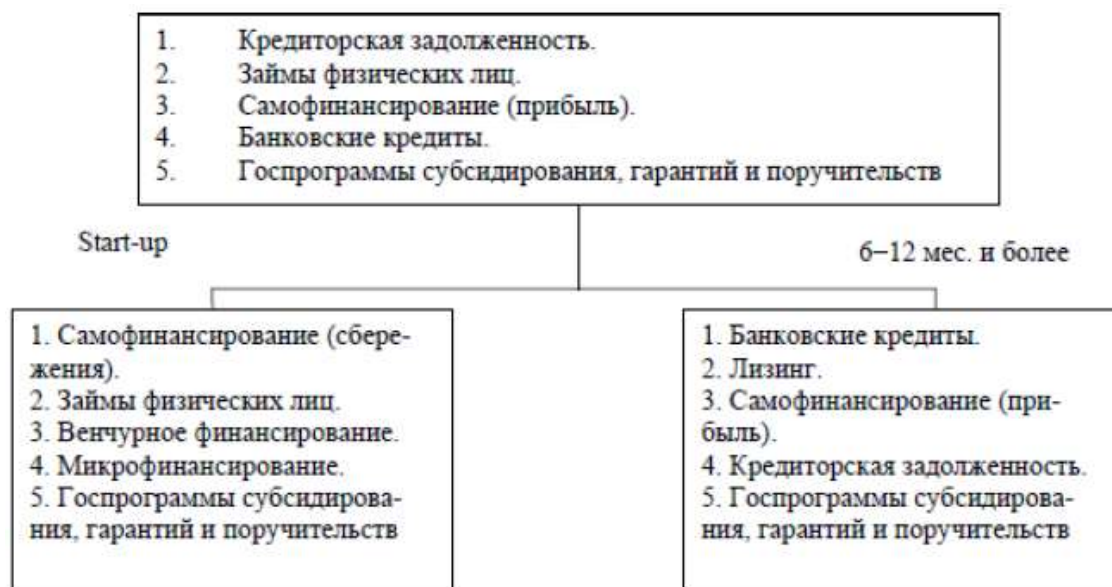 1. Кредиторская задолженность.
2. Займы физических лиц.
3. Самофинансирование (прибыль).
4. Банковские кредиты.
5. Госпрограммы субсидирования, гарантий и поручительств
Start-up
6–12 мес. и более
1. Самофинансирование (сбере-
жения).
2. Займы физических лиц.
3. Венчурное финансирование.
4. Микрофинансирование.
5. Госпрограммы субсидирова-
ния, гарантий и поручительств
1. Банковские кредиты.
2. Лизинг.
3. Самофинансирование (при-
быль).
4. Кредиторская задолженность.
5. Госпрограммы субсидирова-
ния, гарантий и поручительств